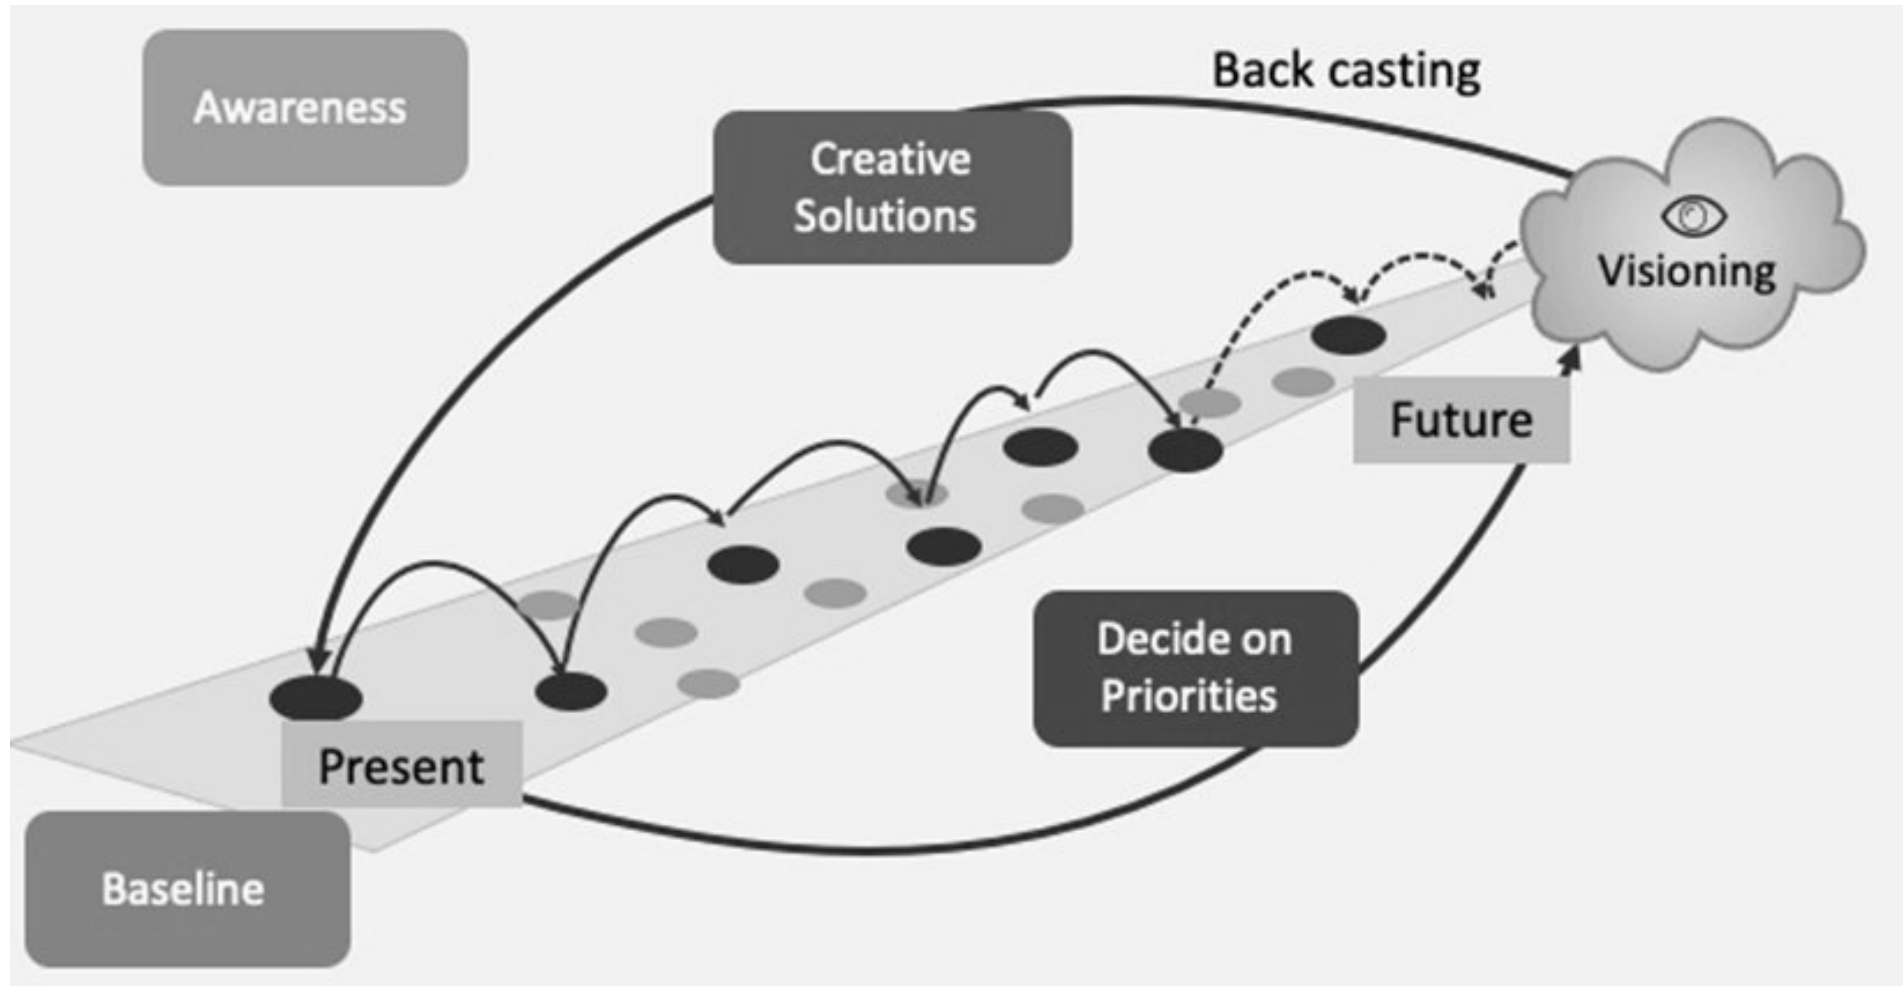 Awareness
Back casting
Creative
Solutions
Visioning
Future
Decide on
Priorities
Present
Baseline